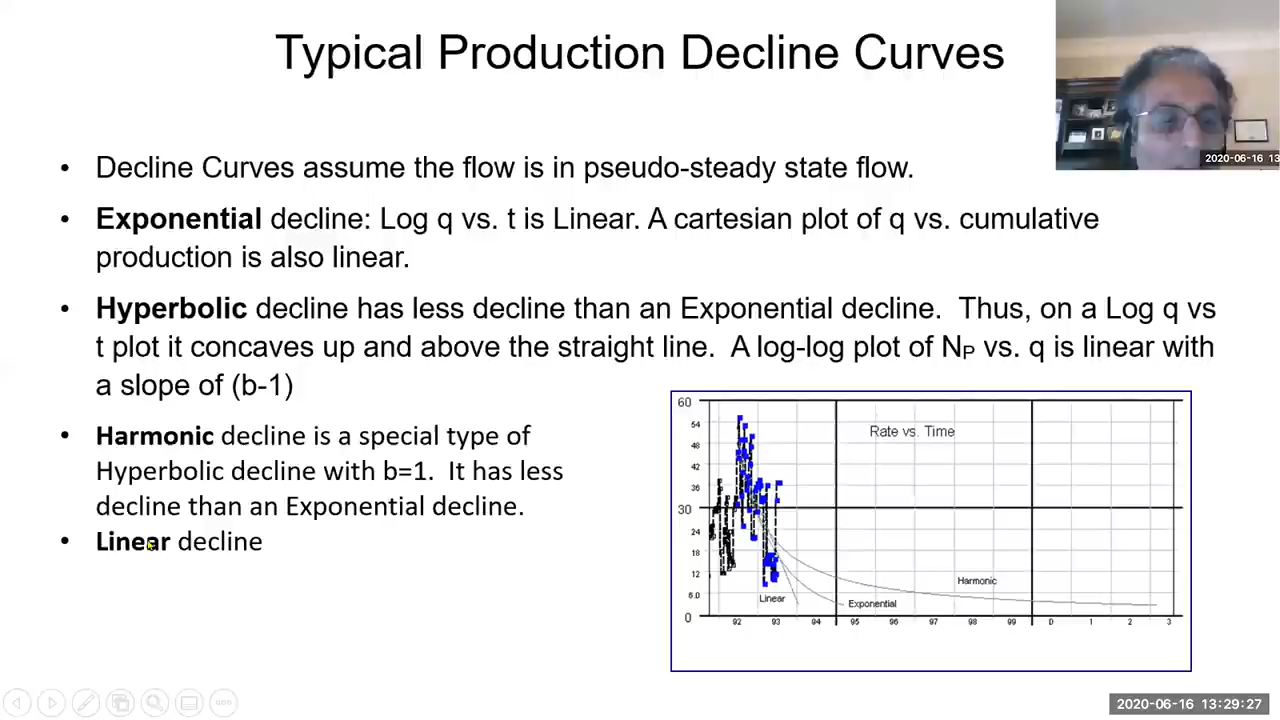 Typical Production Decline Curves
2020-06-16 13
• Decline Curves assume the flow is in pseudo-steady state flow.
• Exponential decline: Log q vs. t is Linear. A cartesian plot of q vs. cumulative
production is also linear.
• Hyperbolic decline has less decline than an Exponential decline. Thus, on a Log q vs
t plot it concaves up and above the straight line. A log-log plot of NP vs. q is linear with
a slope of (b-1)
• Harmonic decline is a special type of
Hyperbolic decline with b=1. It has less
decline than an Exponential decline.
• Linear decline
60
54
48
42
36
30
24
18
12
6.0
0
Rate vs. Time
Harmonic
Linear
Exponential
92 93 94 95 96 97 98 99 0 1 2 3
2020-06-16 13:29:27